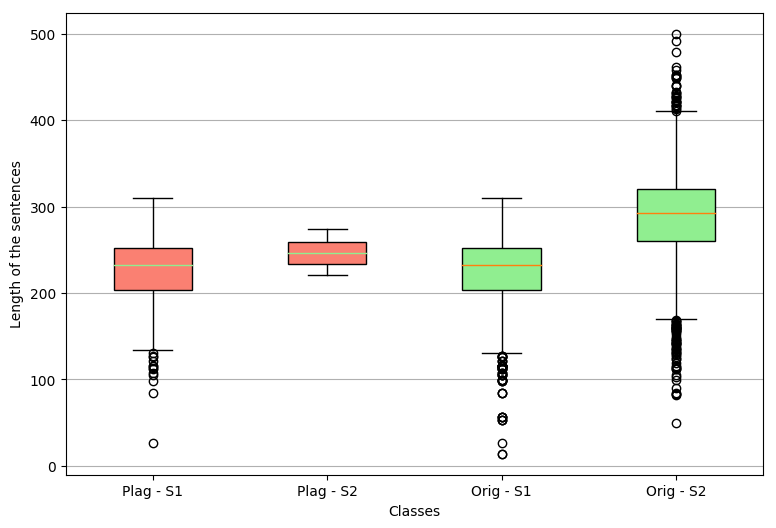 500
400
300
200
100
0
Length of the sentences
Plag - S1 Plag - S2 Orig - S1 Orig - S2
Classes